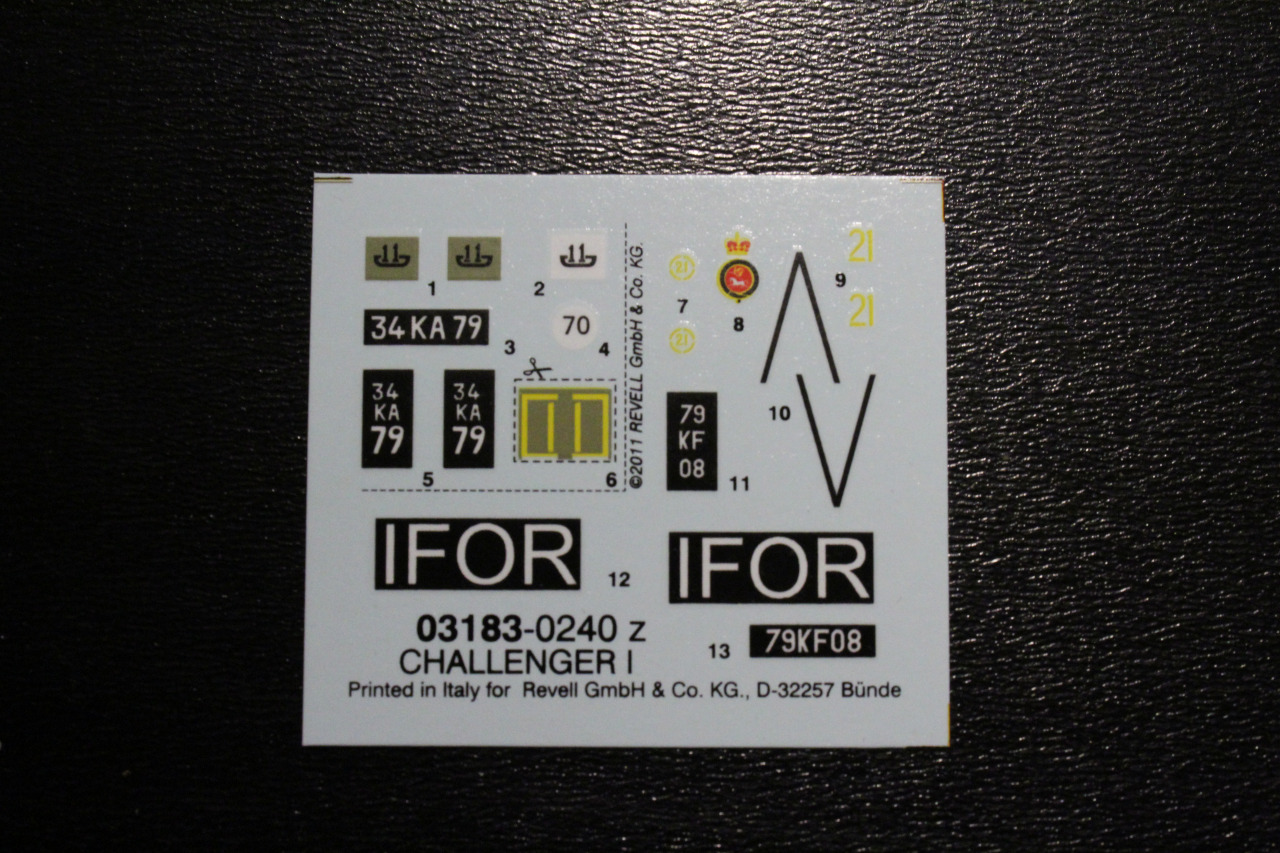 11
11
1
11
2
34 KA 79
3
70
4
34
KA
79
34
KA
79
5
6
©2011 REVELL GmbH & Co. KG.
21
7
21
8
21
9
21
10
79
KF
08
11
IFOR
12
IFOR
03183-0240 z
CHALLENGER I
13
79KF08
Printed in Italy for Revell GmbH & Co. KG., D-32257 Bünde